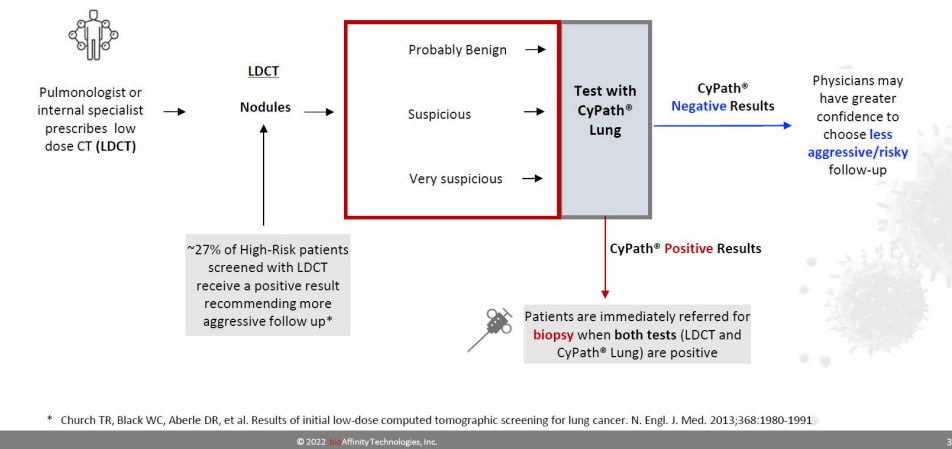 Pulmonologist or
internal specialist
prescribes low
dose CT (LDCT)
LDCT
Nodules
Probably Benign
Suspicious
Very suspicious
Test with
CyPath®
Lung
CyPath®
Negative Results
Physicians may
have greater
confidence to
choose less
aggressive/risky
follow-up
~27% of High-Risk patients
screened with LDCT
receive a positive result
recommending more
aggressive follow up*
CyPath® Positive Results
Patients are immediately referred for
biopsy when both tests (LDCT and
CyPath® Lung) are positive
* Church TR, Black WC, Aberle DR, et al. Results of initial low-dose computed tomographic screening for lung cancer. N. Engl. J. Med. 2013;368:1980-1991
© 2022 bioAffinity Technologies, Inc.
3